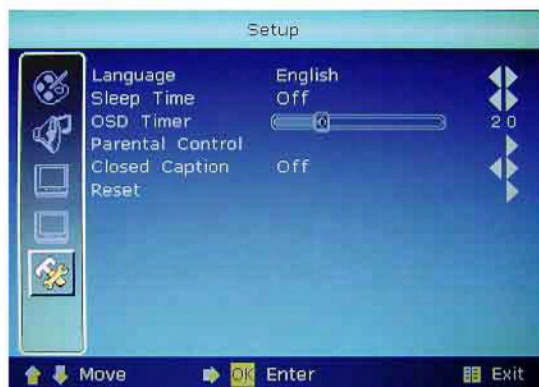 Setup
Language English
Sleep Time Off
OSD Timer 20
Parental Control
Closed Caption Off
Reset
Move OK Enter Exit